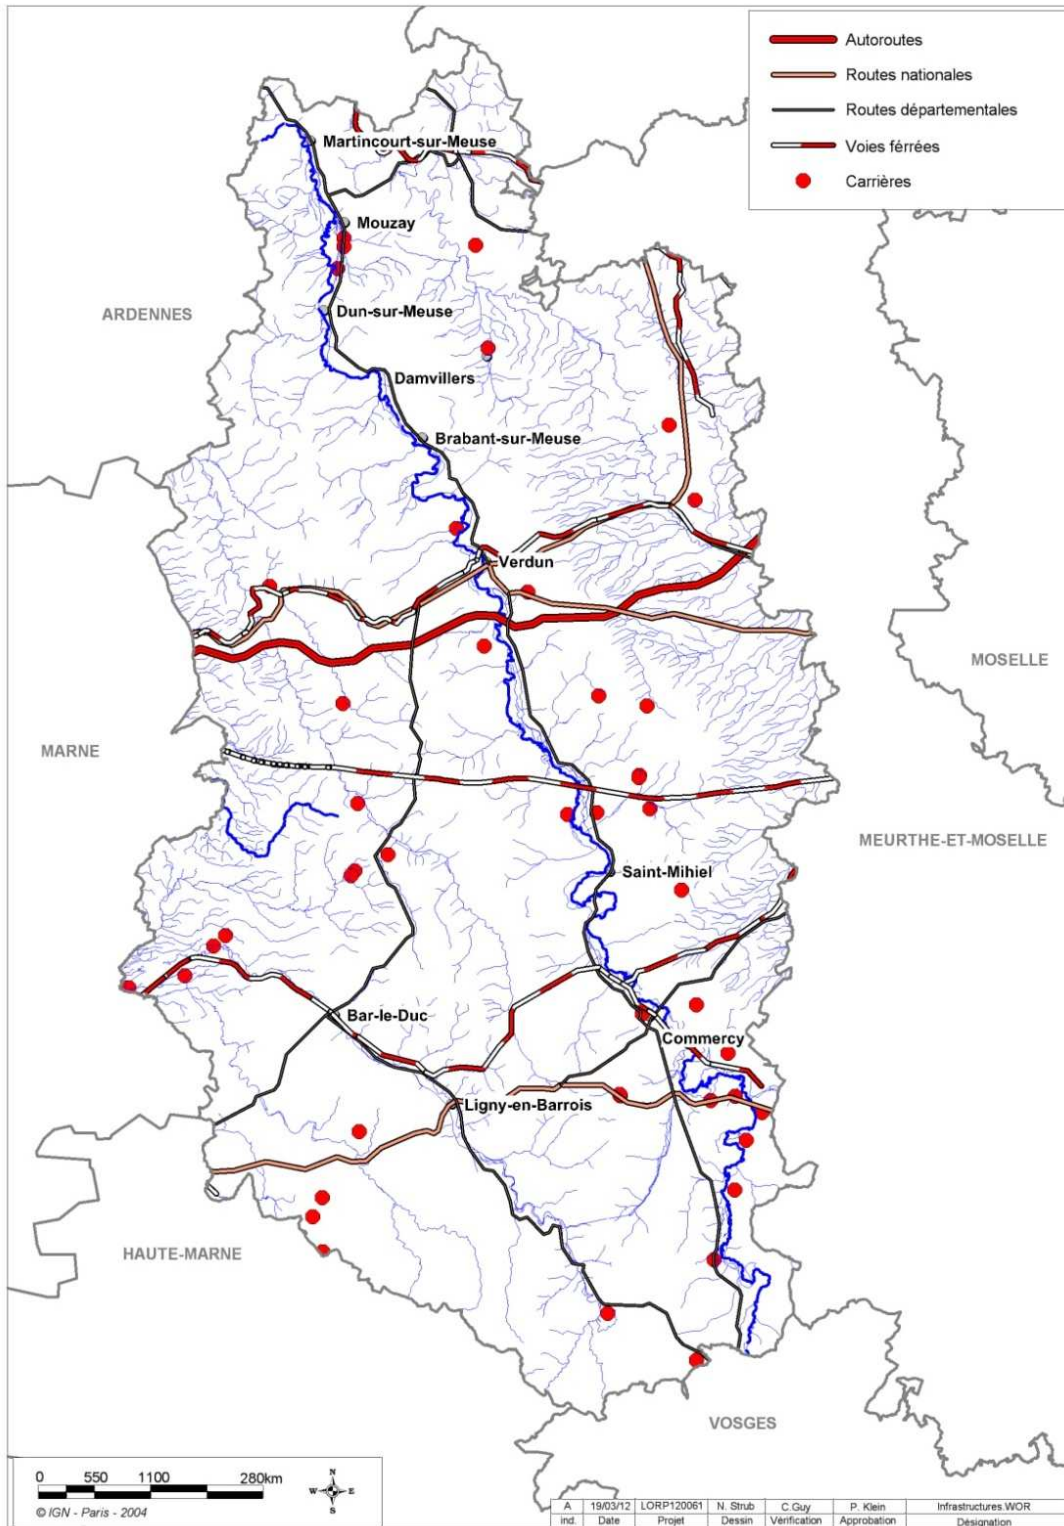 Autoroutes
Routes nationales
Routes départementales
Voies férrées
Carrières
Martincourt-sur-Meuse
Mouzay
ARDENNES
Dun-sur-Meuse
Damvillers
Brabant-sur-Meuse
Verdun
MOSELLE
MARNE
MEURTHE-ET-MOSELLE
Saint-Mihiel
Bar-le-Duc
Commercy
Ligny-en-Barrois
HAUTE-MARNE
VOSGES
0 550 1100 280km
N
W E
S
© IGN - Paris - 2004
A 19/03/12 LORP120061 N. Strub C.Guy P. Klein Infrastructures.WOR
ind. Date Projet Dessin Vérification Approbation Désignation